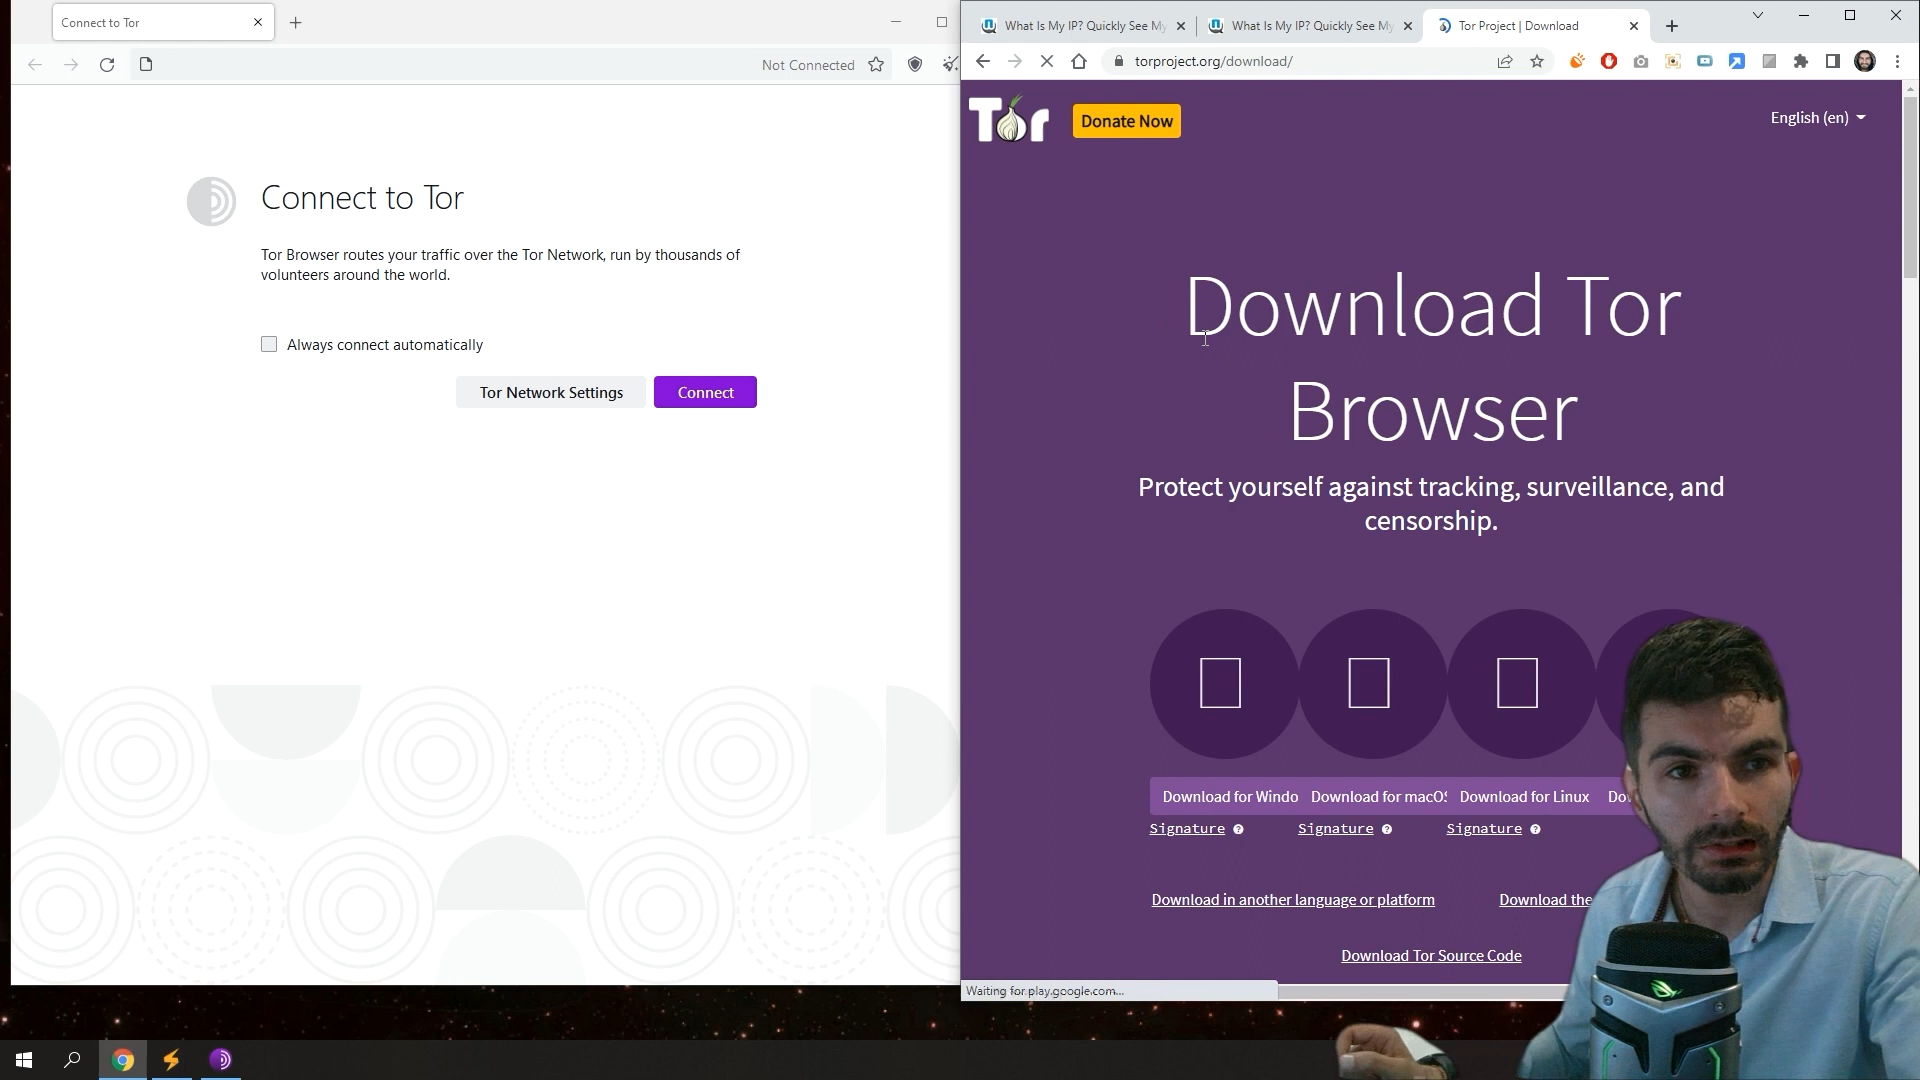 Connect to Tor
Not Connected
Connect to Tor
Tor Browser routes your traffic over the Tor Network, run by thousands of
volunteers around the world.
Always connect automatically
Tor Network Settings
Connect
What Is My IP? Quickly See My
What Is My IP? Quickly See My
Tor Project | Download
torproject.org/download/
Tor
Donate Now
English (en)
Download Tor
Browser
Protect yourself against tracking, surveillance, and
censorship.
Download for Windo
Download for macOS
Download for Linux
Do
Signature
Signature
Signature
Download in another language or platform
Download the
Download Tor Source Code
Waiting for play.google.com...